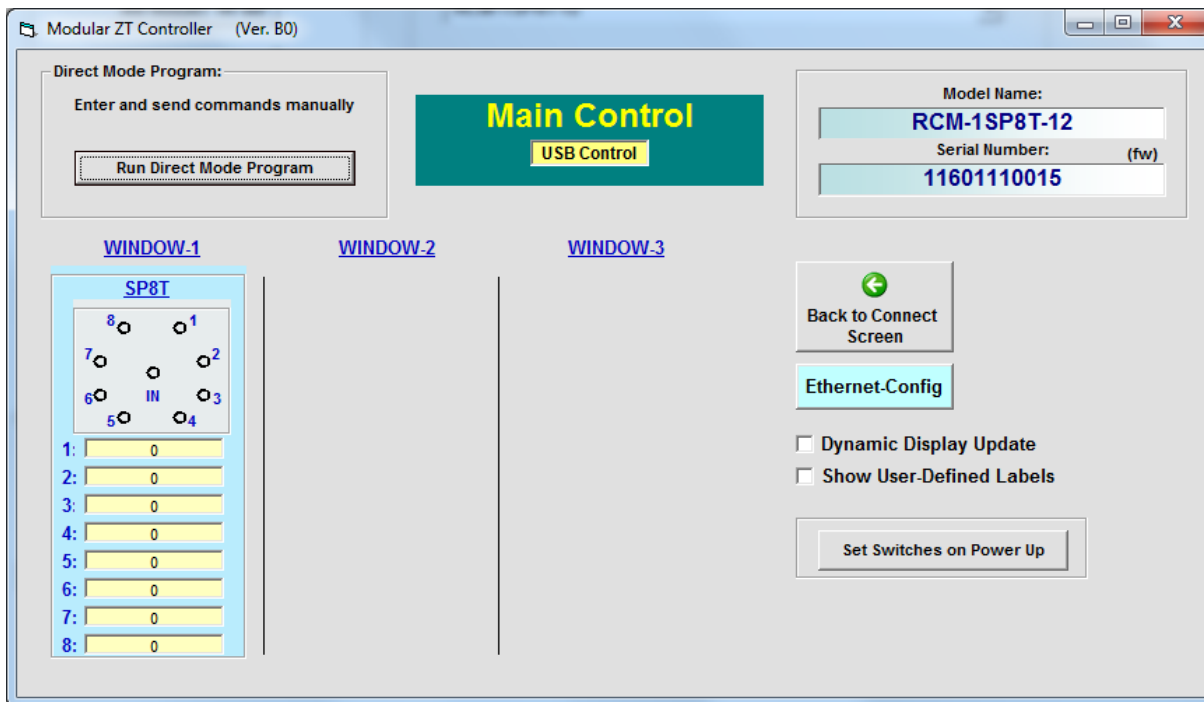 Modular ZT Controller (Ver. B0)
Direct Mode Program:
Enter and send commands manually
Run Direct Mode Program
Main Control
USB Control
Model Name:
RCM-1SP8T-12
Serial Number: (fw)
11601110015
WINDOW-1 WINDOW-2 WINDOW-3
SP8T
8 1
7 2
6 IN 3
5 4
1: 0
2: 0
3: 0
4: 0
5: 0
6: 0
7: 0
8: 0
Back to Connect
Screen
Ethernet-Config
Dynamic Display Update
Show User-Defined Labels
Set Switches on Power Up